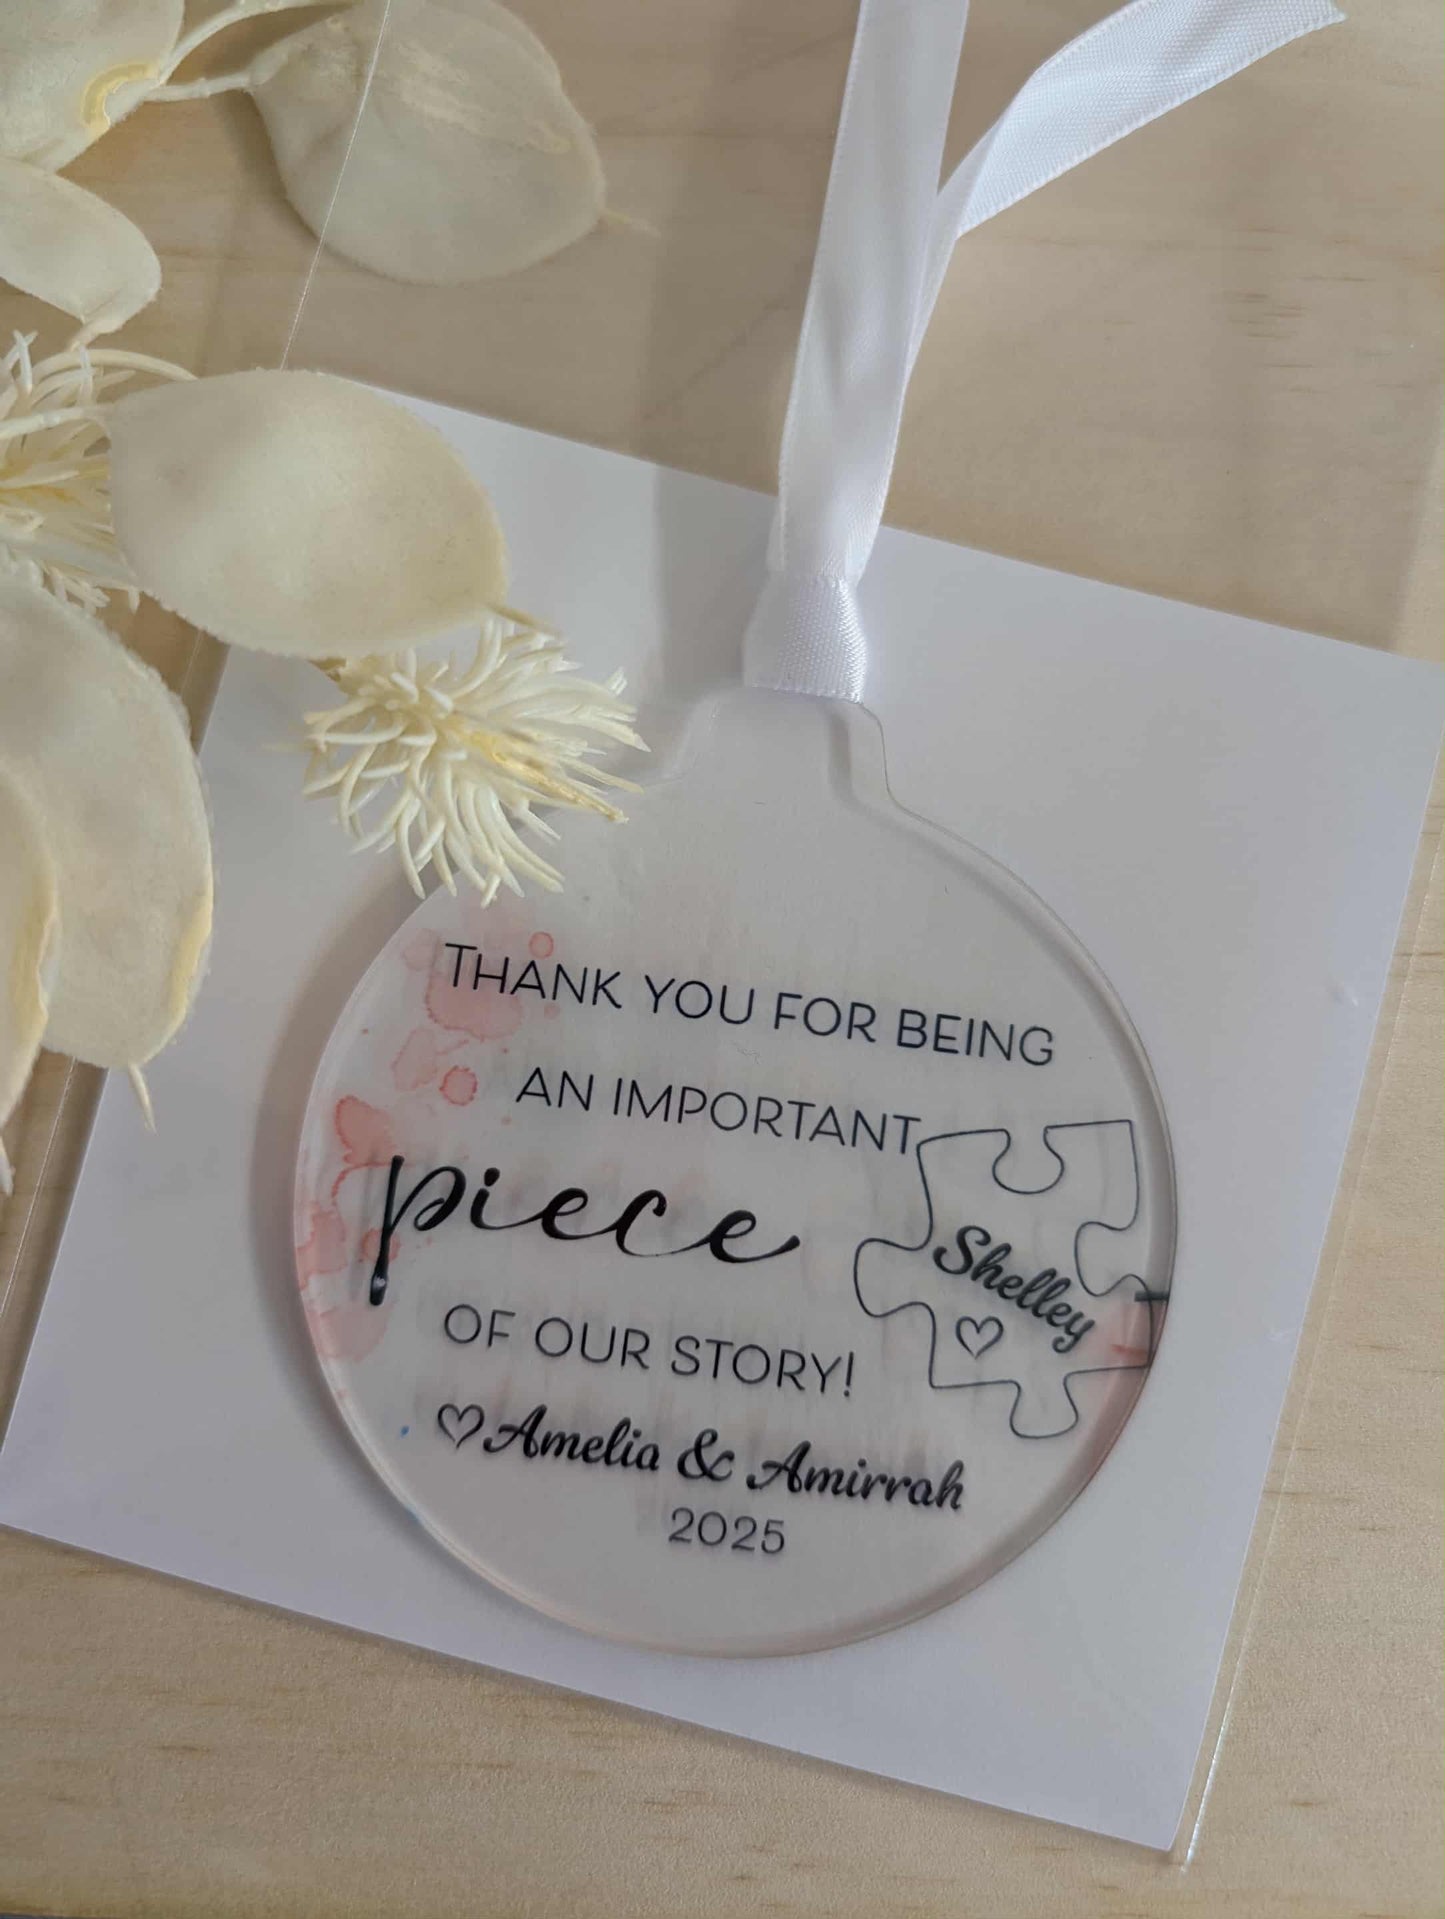 THANK YOU FOR BEING
AN IMPORTANT
piece
Shelley
OF OUR STORY!
♡Amelia & Amirrah
2025